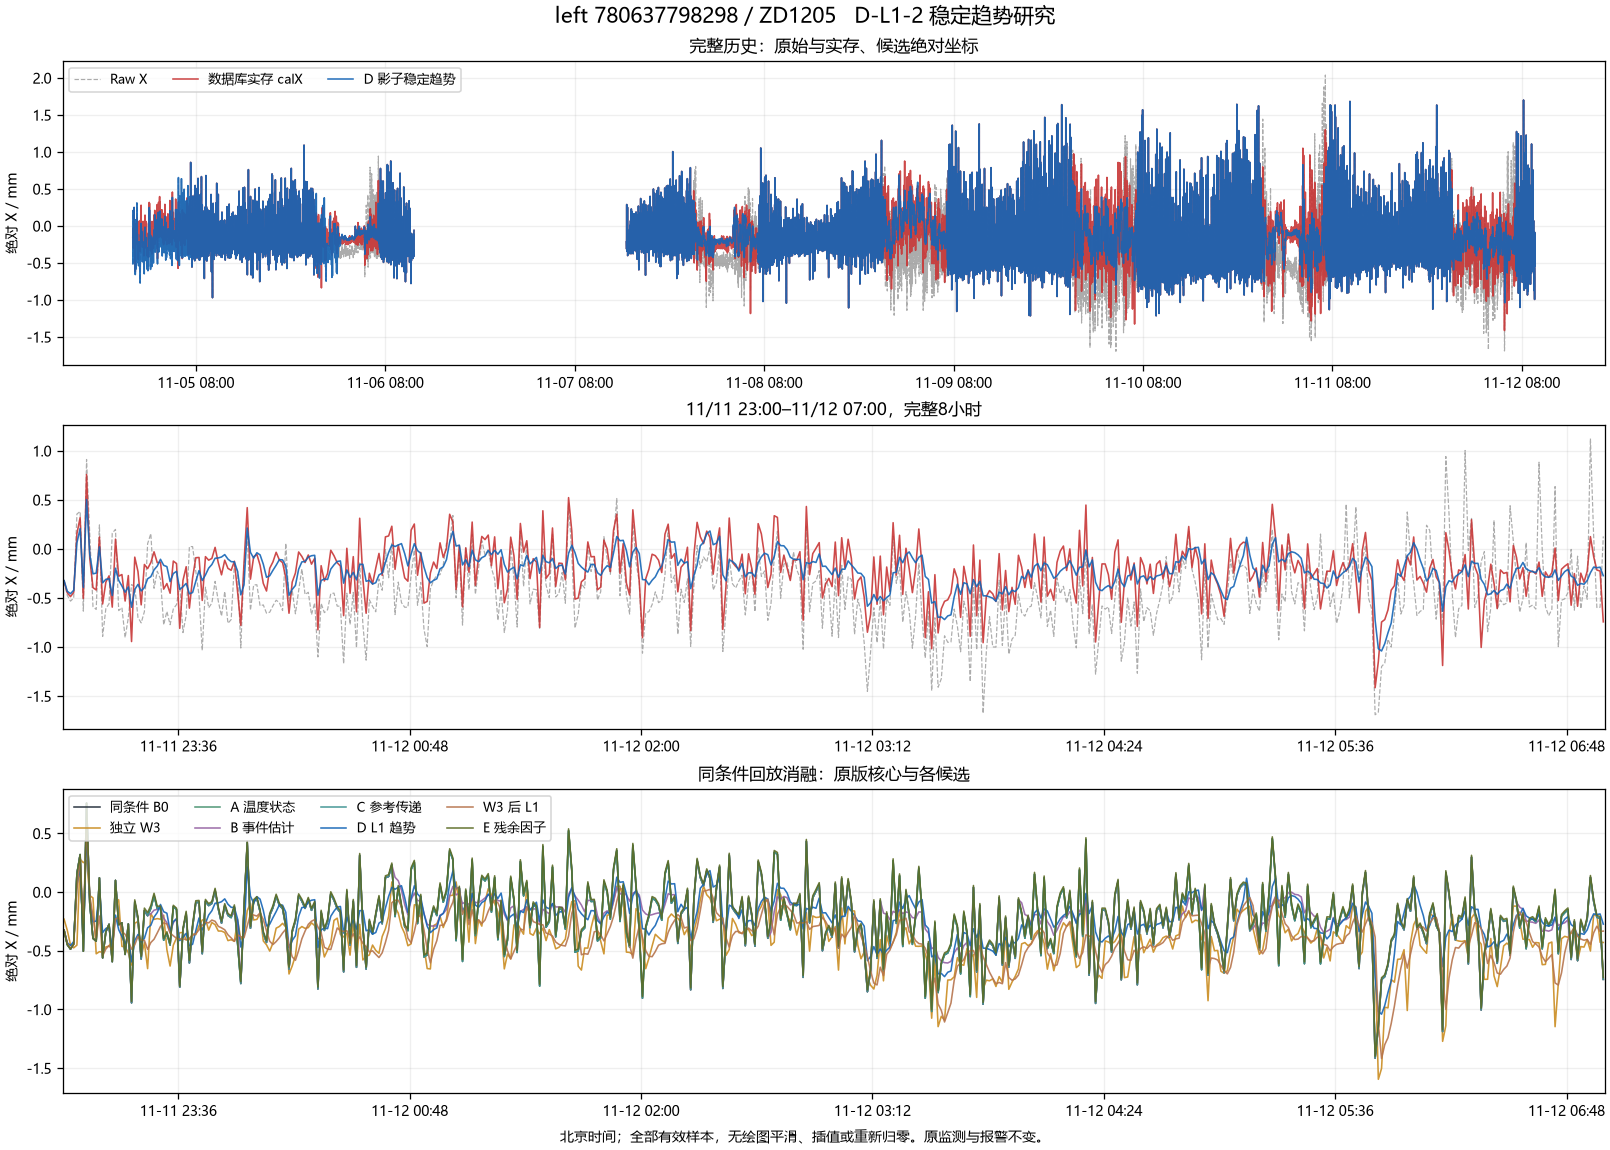 left 780637798298 / ZD1205   D-L1-2 稳定趋势研究
完整历史：原始与实存、候选绝对坐标
Raw X
数据库实存 calX
D 影子稳定趋势
绝对 X / mm
2.0
1.5
1.0
0.5
0.0
-0.5
-1.0
-1.5
11-05 08:00
11-06 08:00
11-07 08:00
11-08 08:00
11-09 08:00
11-10 08:00
11-11 08:00
11-12 08:00
11/11 23:00–11/12 07:00，完整8小时
绝对 X / mm
1.0
0.5
0.0
-0.5
-1.0
-1.5
11-11 23:36
11-12 00:48
11-12 02:00
11-12 03:12
11-12 04:24
11-12 05:36
11-12 06:48
同条件回放消融：原版核心与各候选
同条件 B0
A 温度状态
C 参考传递
W3 后 L1
独立 W3
B 事件估计
D L1 趋势
E 残余因子
绝对 X / mm
0.5
0.0
-0.5
-1.0
-1.5
11-11 23:36
11-12 00:48
11-12 02:00
11-12 03:12
11-12 04:24
11-12 05:36
11-12 06:48
北京时间；全部有效样本，无绘图平滑、插值或重新归零。原监测与报警不变。